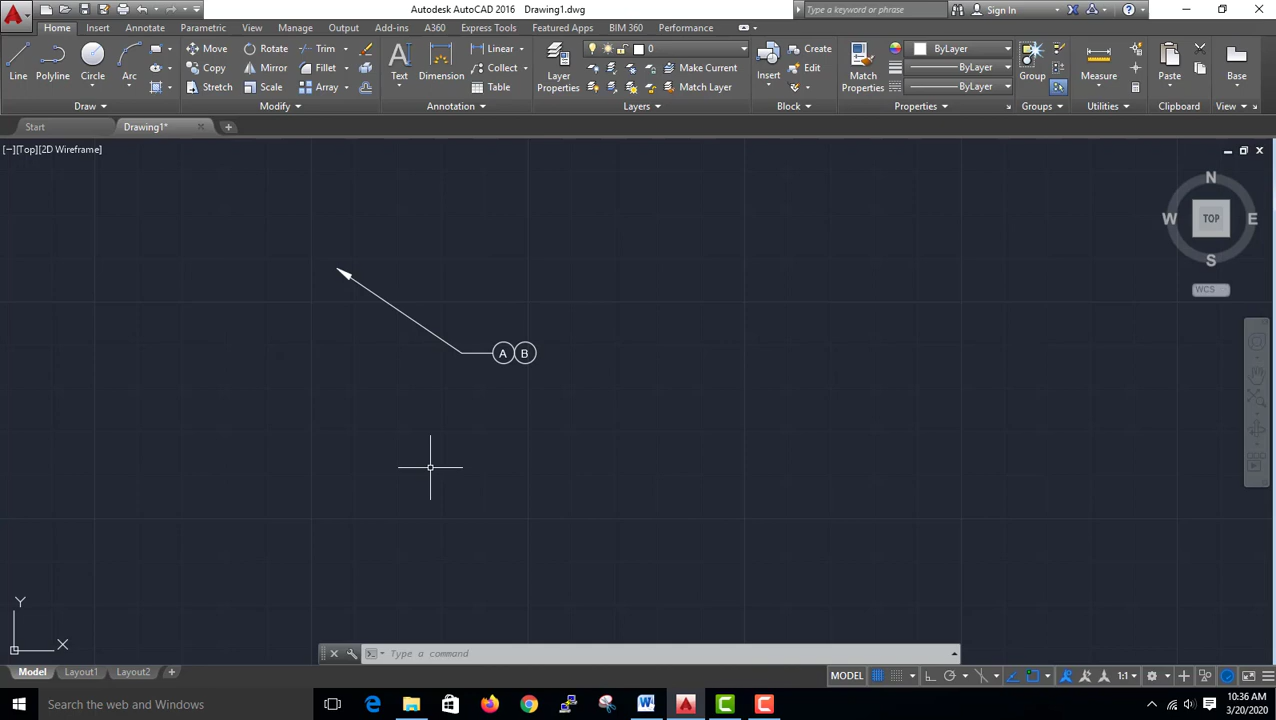 Autodesk AutoCAD 2016 Drawing1.dwg
Type a keyword or phrase
Sign In
Home Insert Annotate Parametric View Manage Output Add-ins A360 Express Tools Featured Apps BIM 360 Performance
Line Polyline Circle Arc
Move Rotate Trim
Copy Mirror Fillet
Stretch Scale Array
Text Dimension
Linear
Collect
Table
Layer Properties
0
Make Current
Match Layer
Insert
Create
Edit
Match Properties
ByLayer
ByLayer
ByLayer
Group
Measure
Paste
Base
Draw Modify Annotation Layers Block Properties Groups Utilities Clipboard View
Start Drawing1*
[−][Top][2D Wireframe]
N
W TOP E
S
WCS
A B
Y
X
Type a command
Model Layout1 Layout2
MODEL 1:1
Search the web and Windows
10:36 AM
3/20/2020